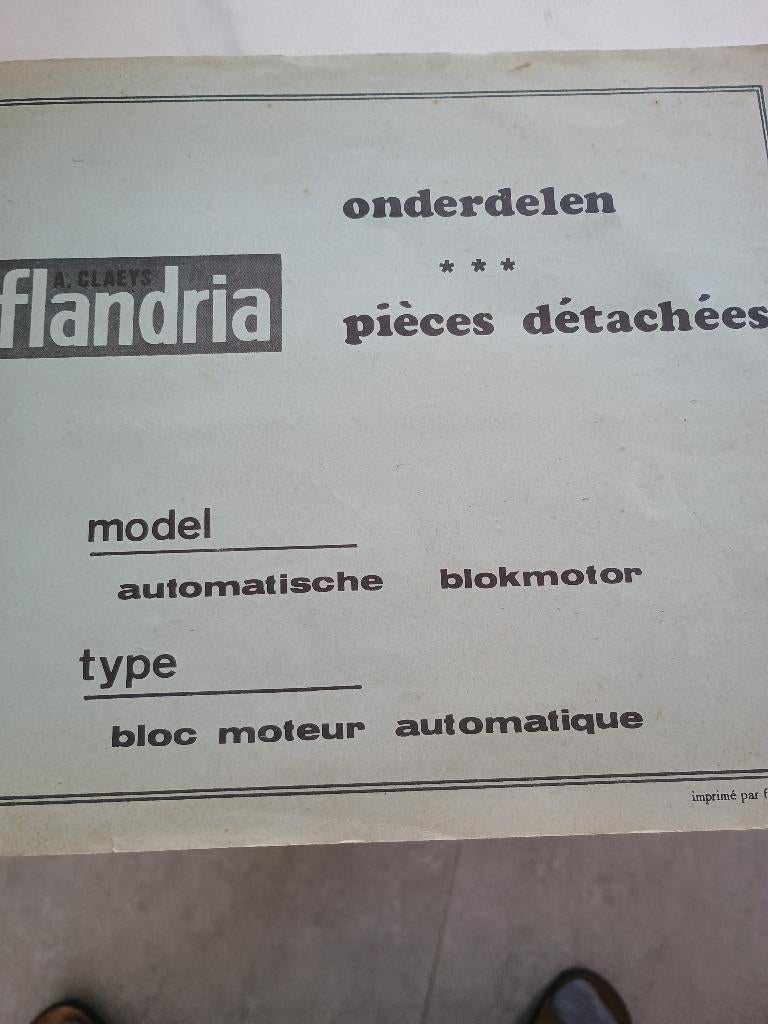 onderdelen
A. CLAEYS
flandria
* * *
pièces détachées
model
automatische blokmotor
type
bloc moteur automatique
imprimé par